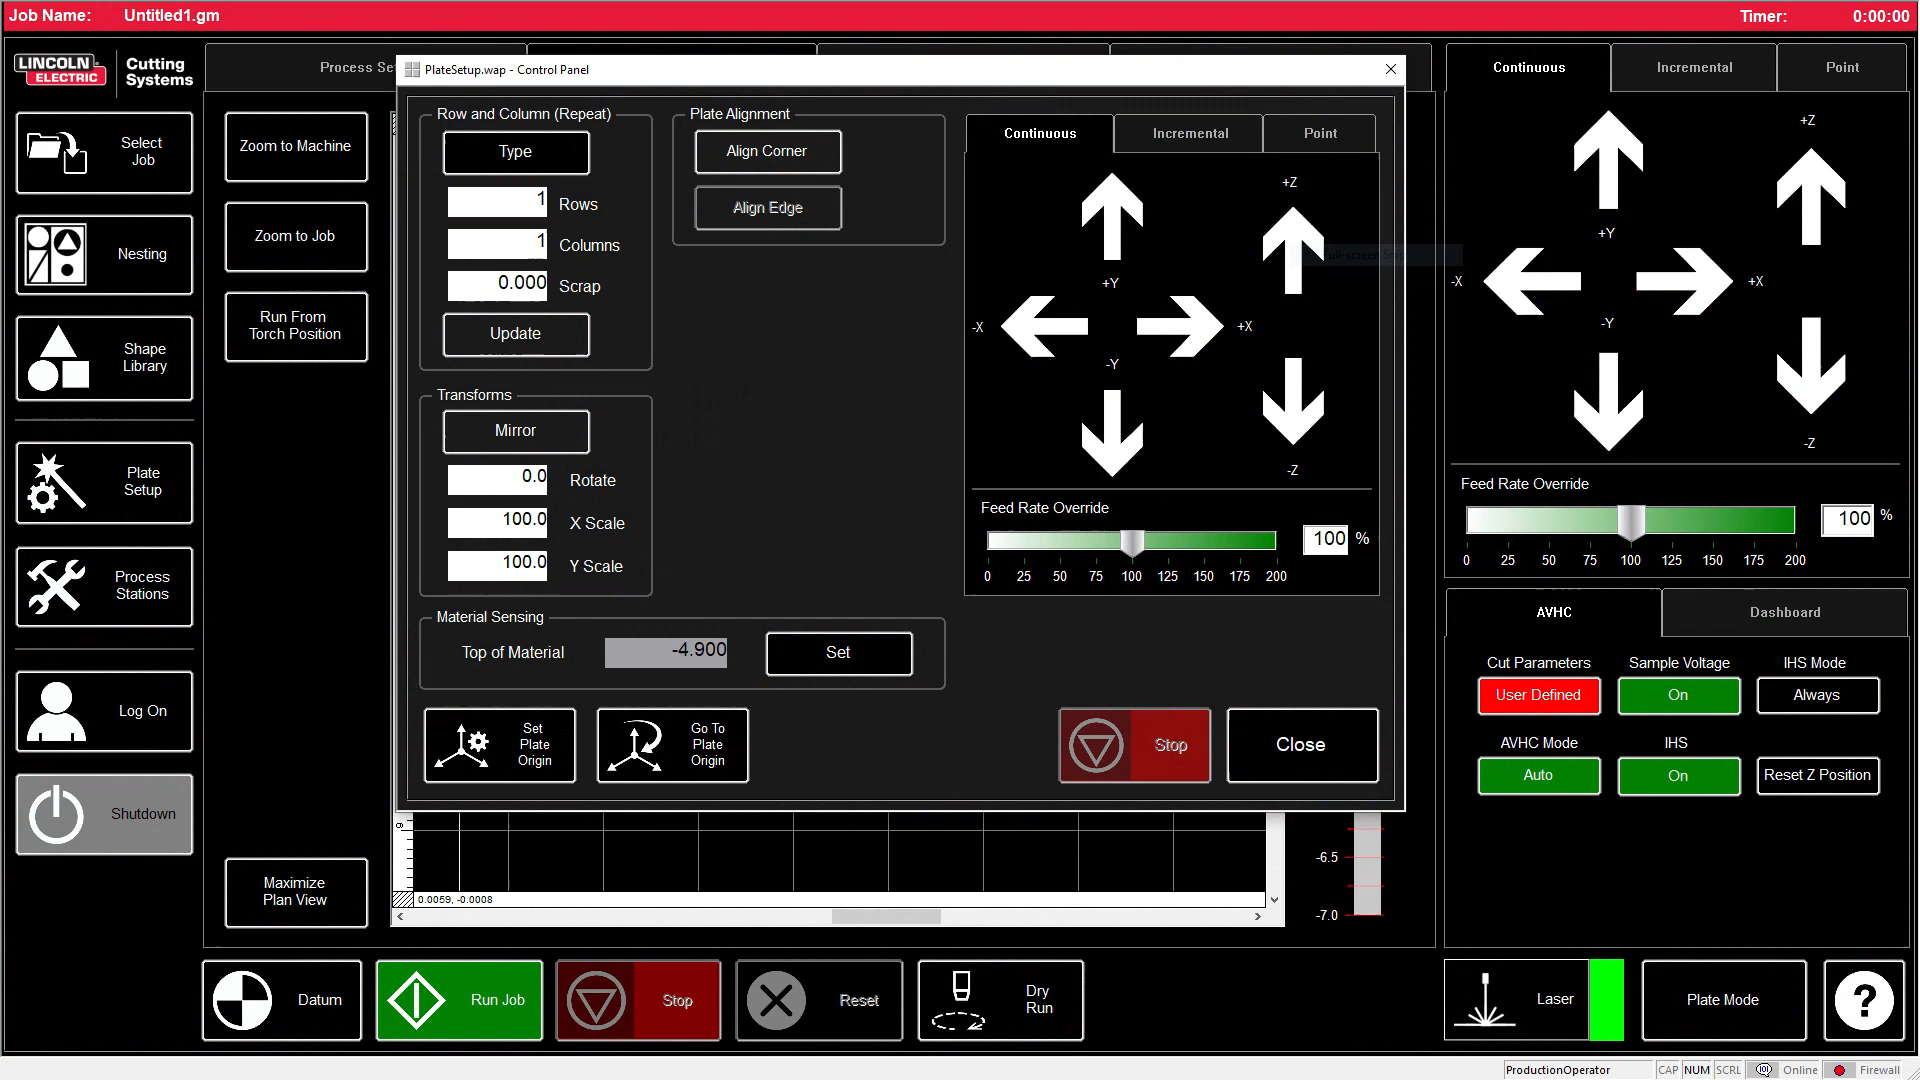 Job Name: Untitled1.gm
Timer: 0:00:00
LINCOLN ELECTRIC
Cutting Systems
Select Job
Nesting
Shape Library
Plate Setup
Process Stations
Log On
Shutdown
Process Se
Zoom to Machine
Zoom to Job
Run From Torch Position
Maximize Plan View
PlateSetup.wap - Control Panel
Row and Column (Repeat)
Type
1 Rows
1 Columns
0.000 Scrap
Update
Transforms
Mirror
0.0 Rotate
100.0 X Scale
100.0 Y Scale
Plate Alignment
Align Corner
Align Edge
Material Sensing
Top of Material -4.900 Set
Set Plate Origin
Go To Plate Origin
Stop
Close
Continuous Incremental Point
+Z
+Y
-X +X
-Y
-Z
Feed Rate Override
100 %
0 25 50 75 100 125 150 175 200
6
0.0059, -0.0008
-6.5
-7.0
Continuous Incremental Point
+Z
+Y
-X +X
-Y
-Z
Feed Rate Override
100 %
0 25 50 75 100 125 150 175 200
AVHC Dashboard
Cut Parameters Sample Voltage IHS Mode
User Defined On Always
AVHC Mode IHS
Auto On Reset Z Position
Datum
Run Job
Stop
Reset
Dry Run
Laser
Plate Mode
?
ProductionOperator CAP NUM SCRL Online Firewall